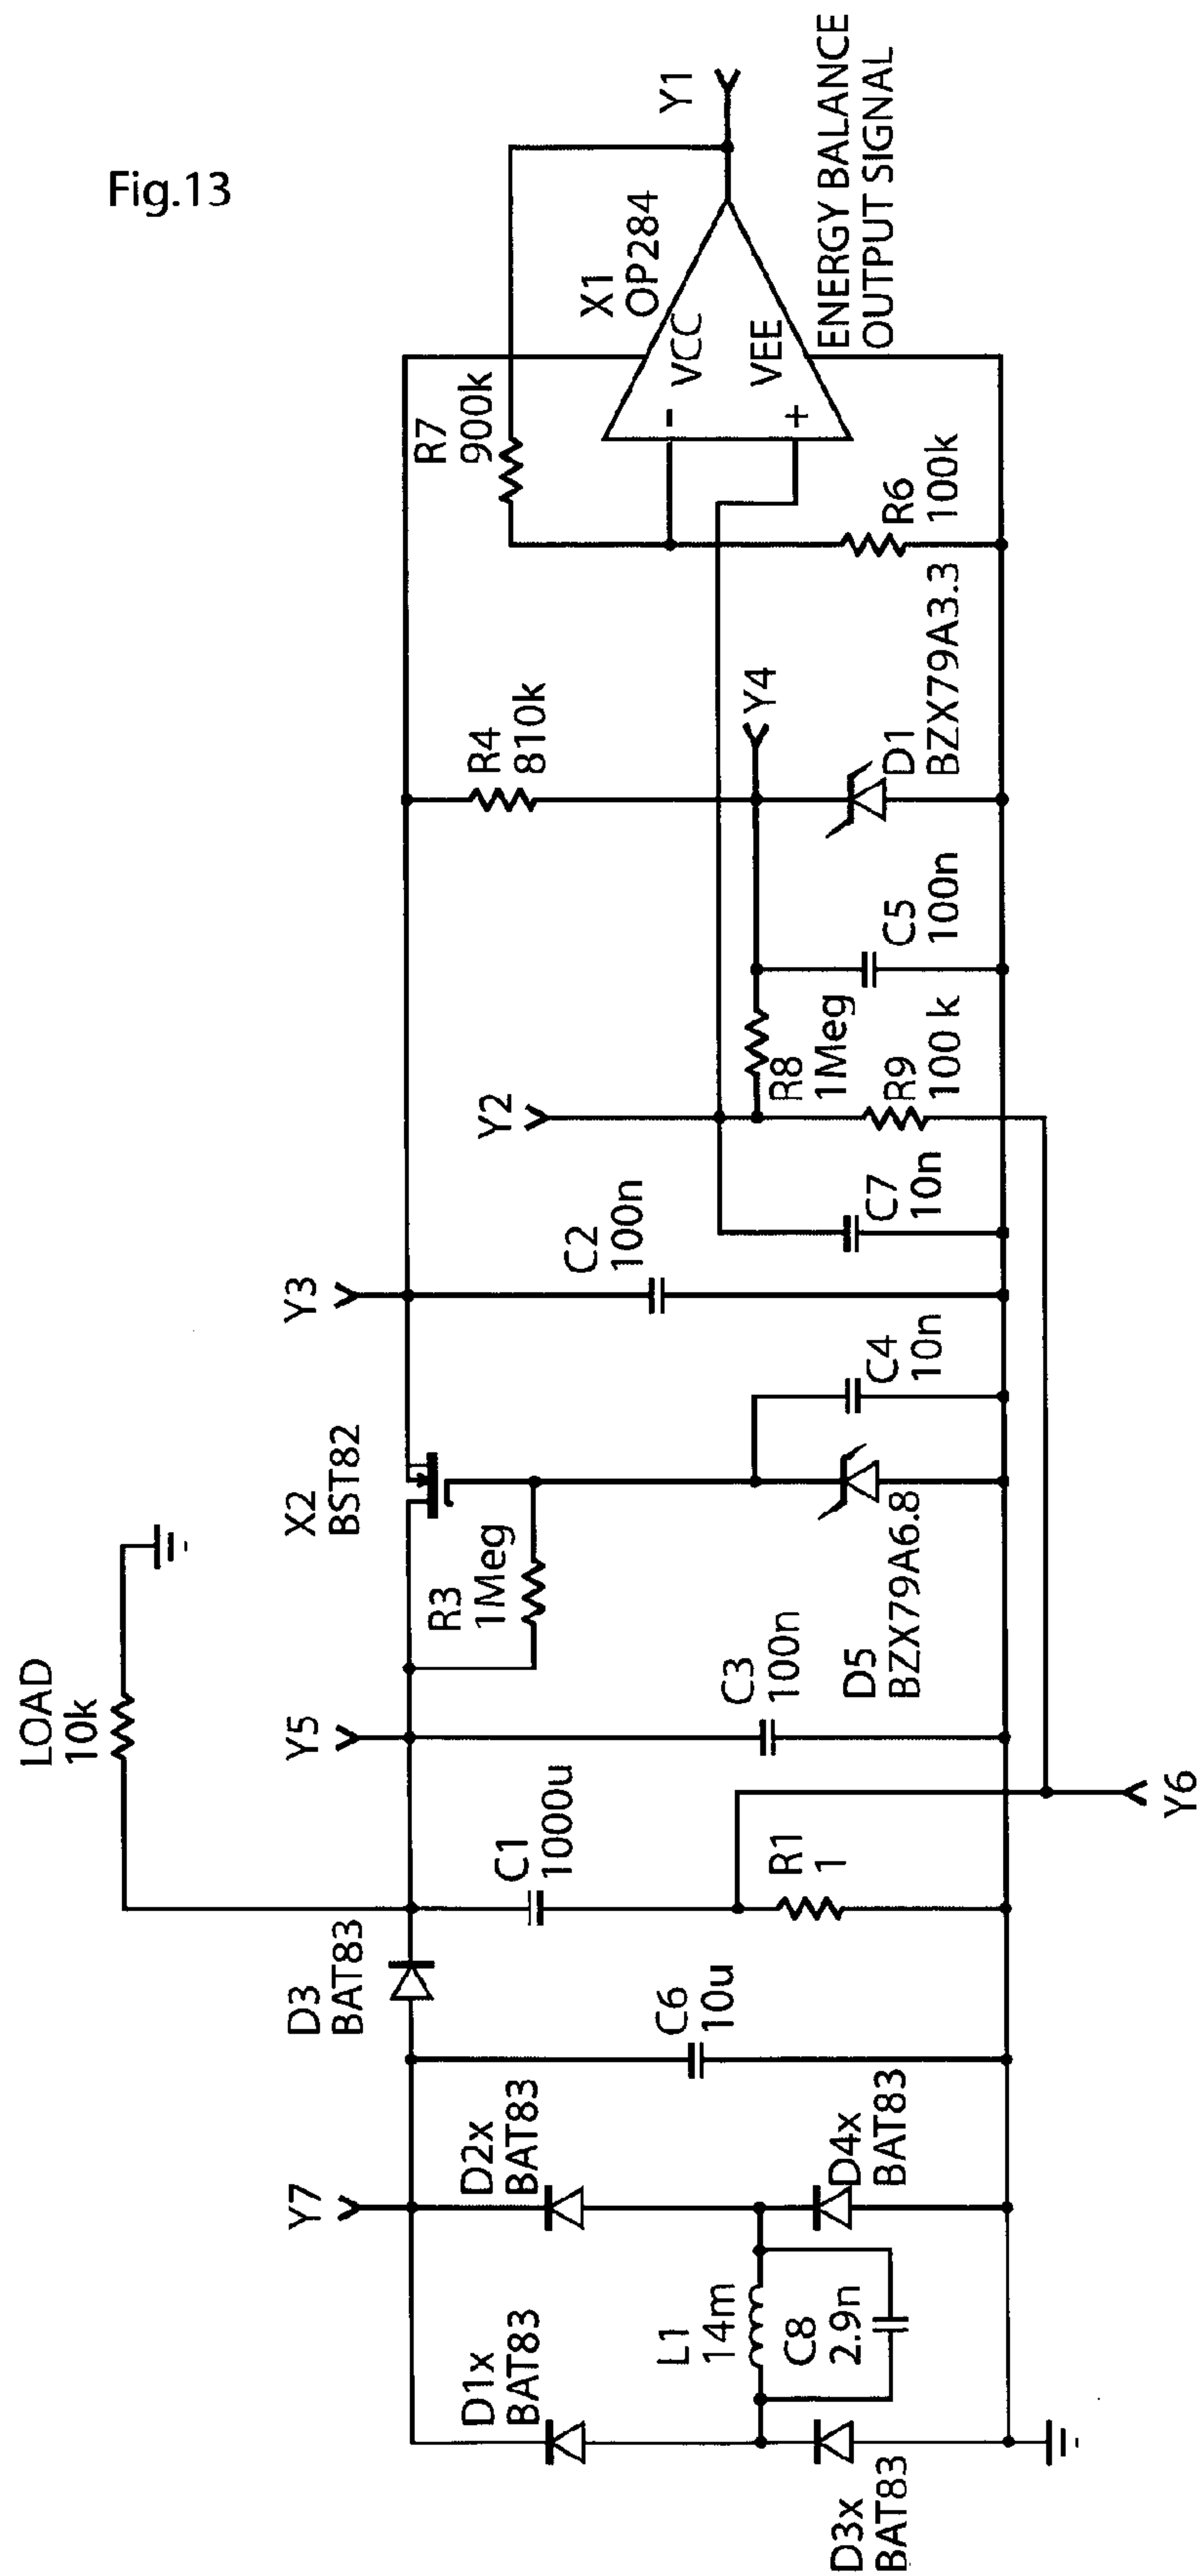 Fig.13
LOAD
10k
D1x
BAT83
D3x
BAT83
L1
14m
C8
2.9n
Y7
D2x
BAT83
D4x
BAT83
C6
10u
D3
BAT83
C1
1000u
R1
1
Y6
Y5
C3
100n
R3
1Meg
X2
BST82
D5
BZX79A6.8
C4
10n
Y3
C2
100n
C7
10n
Y2
R8
1Meg
R9
100 k
C5
100n
R4
810k
Y4
D1
BZX79A3.3
R7
900k
R6
100k
X1
OP284
VCC
VEE
-
+
Y1
ENERGY BALANCE
OUTPUT SIGNAL